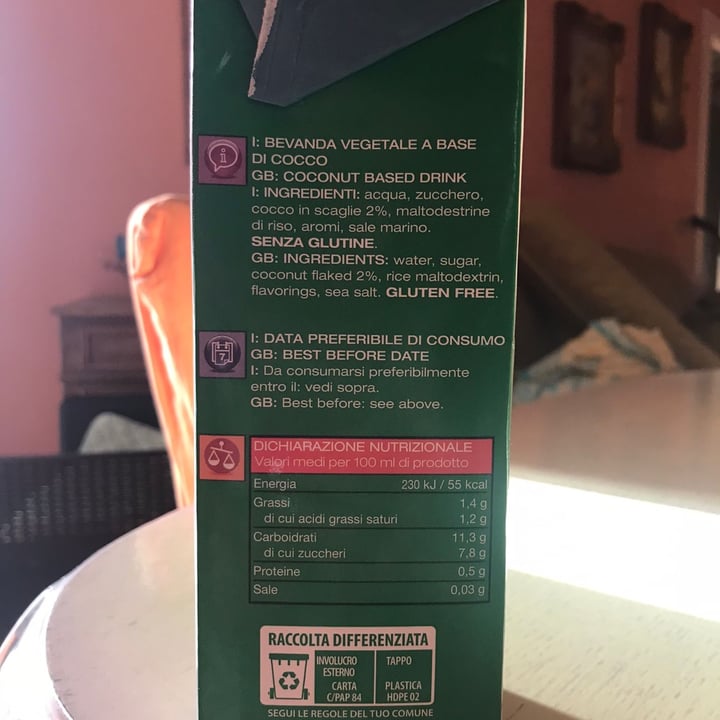 I: BEVANDA VEGETALE A BASE
DI COCCO
GB: COCONUT BASED DRINK
I: INGREDIENTI: acqua, zucchero,
cocco in scaglie 2%, maltodestrine
di riso, aromi, sale marino.
SENZA GLUTINE.
GB: INGREDIENTS: water, sugar,
coconut flaked 2%, rice maltodextrin,
flavorings, sea salt. GLUTEN FREE.
I: DATA PREFERIBILE DI CONSUMO
GB: BEST BEFORE DATE
I: Da consumarsi preferibilmente
entro il: vedi sopra.
GB: Best before: see above.
DICHIARAZIONE NUTRIZIONALE
Valori medi per 100 ml di prodotto
Energia 230 kJ / 55 kcal
Grassi 1,4 g
di cui acidi grassi saturi 1,2 g
Carboidrati 11,3 g
di cui zuccheri 7,8 g
Proteine 0,5 g
Sale 0,03 g
RACCOLTA DIFFERENZIATA
INVOLUCRO TAPPO
ESTERNO
CARTA PLASTICA
C/PAP 84 HDPE 02
SEGUI LE REGOLE DEL TUO COMUNE